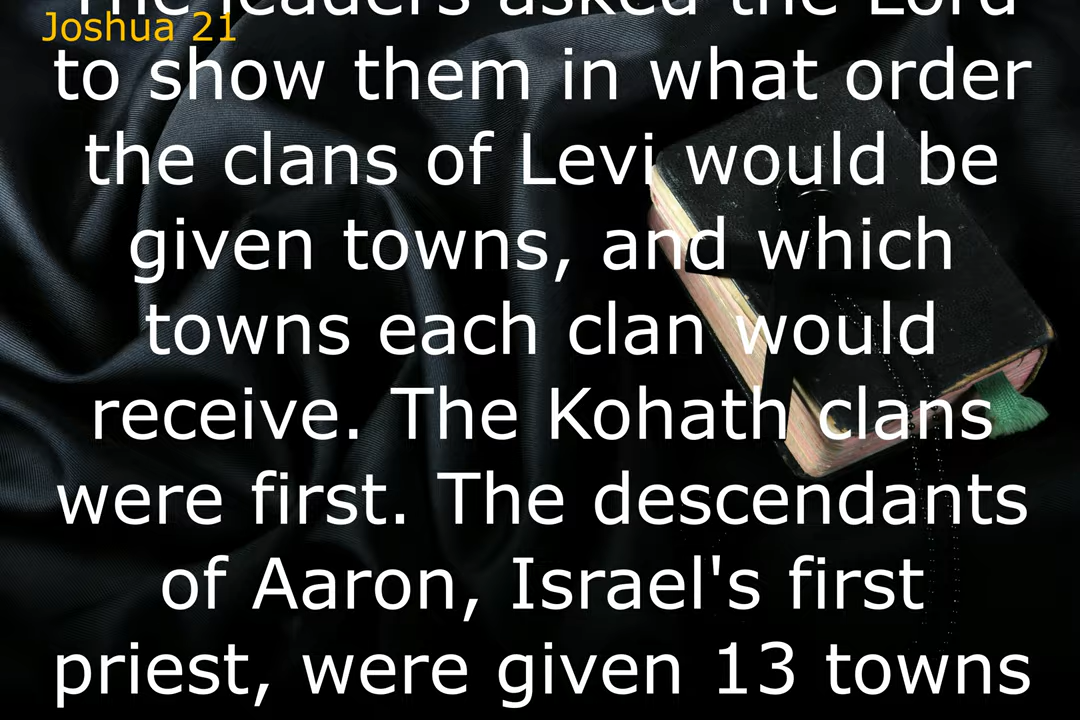 The leaders asked the Lord
Joshua 21
to show them in what order
the clans of Levi would be
given towns, and which
towns each clan would
receive. The Kohath clans
were first. The descendants
of Aaron, Israel's first
priest, were given 13 towns